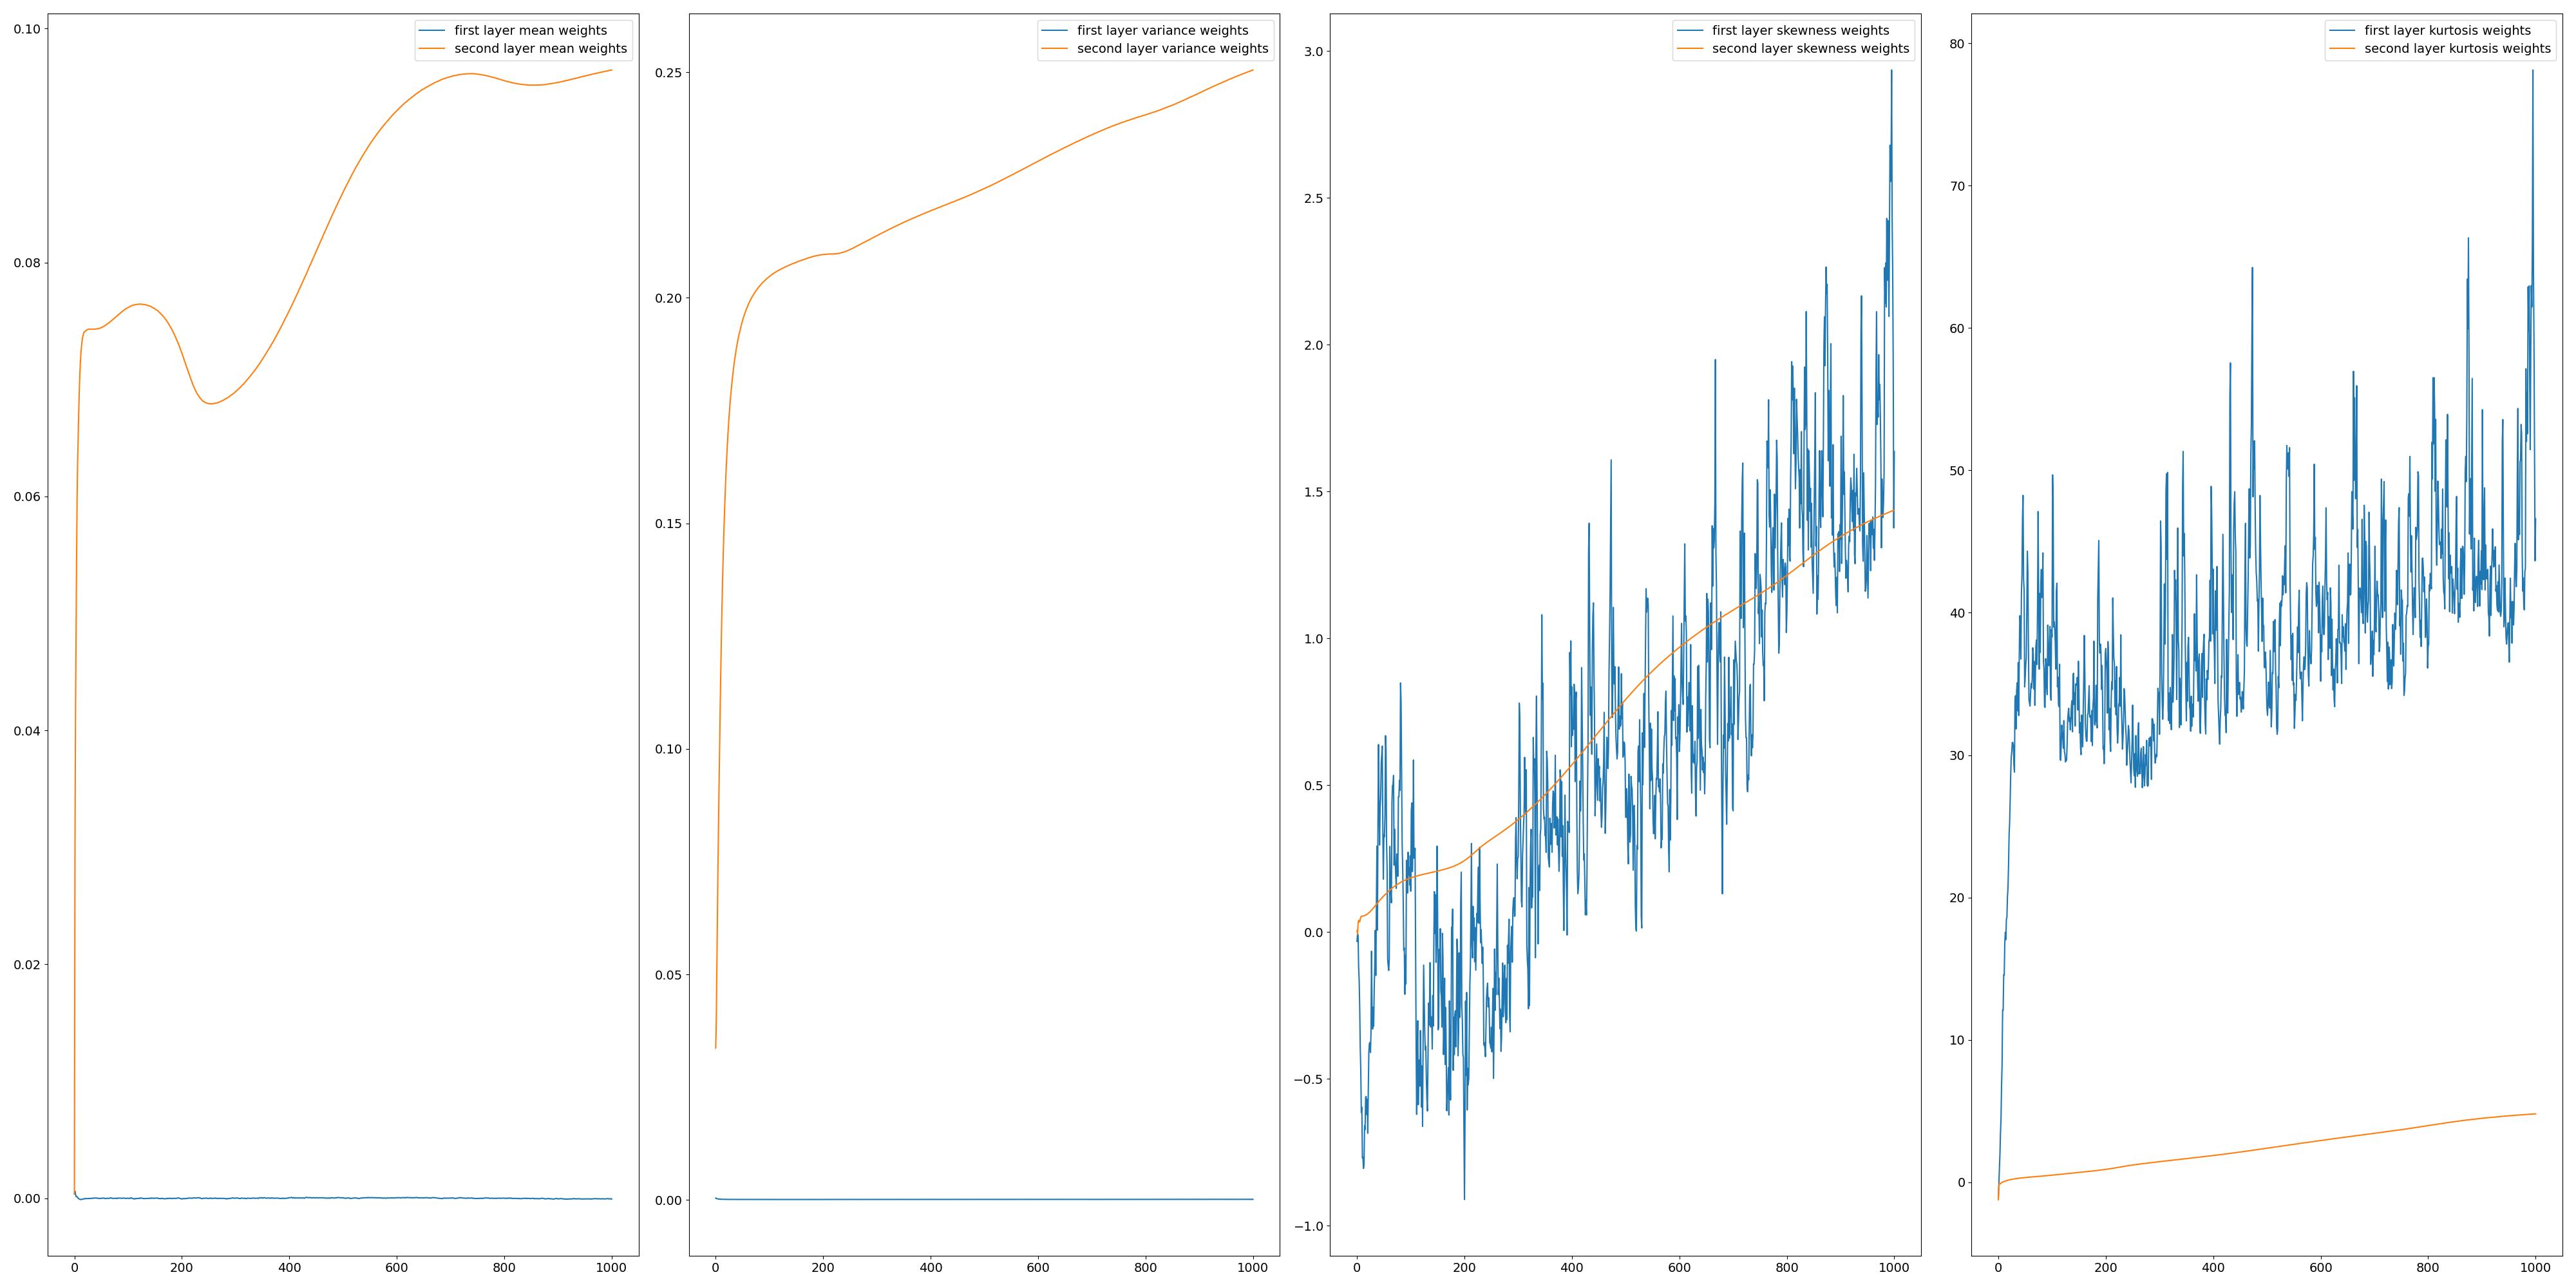 first layer mean weights
second layer mean weights
0.10
0.08
0.06
0.04
0.02
0.00
0 200 400 600 800 1000
first layer variance weights
second layer variance weights
0.25
0.20
0.15
0.10
0.05
0.00
0 200 400 600 800 1000
first layer skewness weights
second layer skewness weights
3.0
2.5
2.0
1.5
1.0
0.5
0.0
−0.5
−1.0
0 200 400 600 800 1000
first layer kurtosis weights
second layer kurtosis weights
80
70
60
50
40
30
20
10
0
0 200 400 600 800 1000